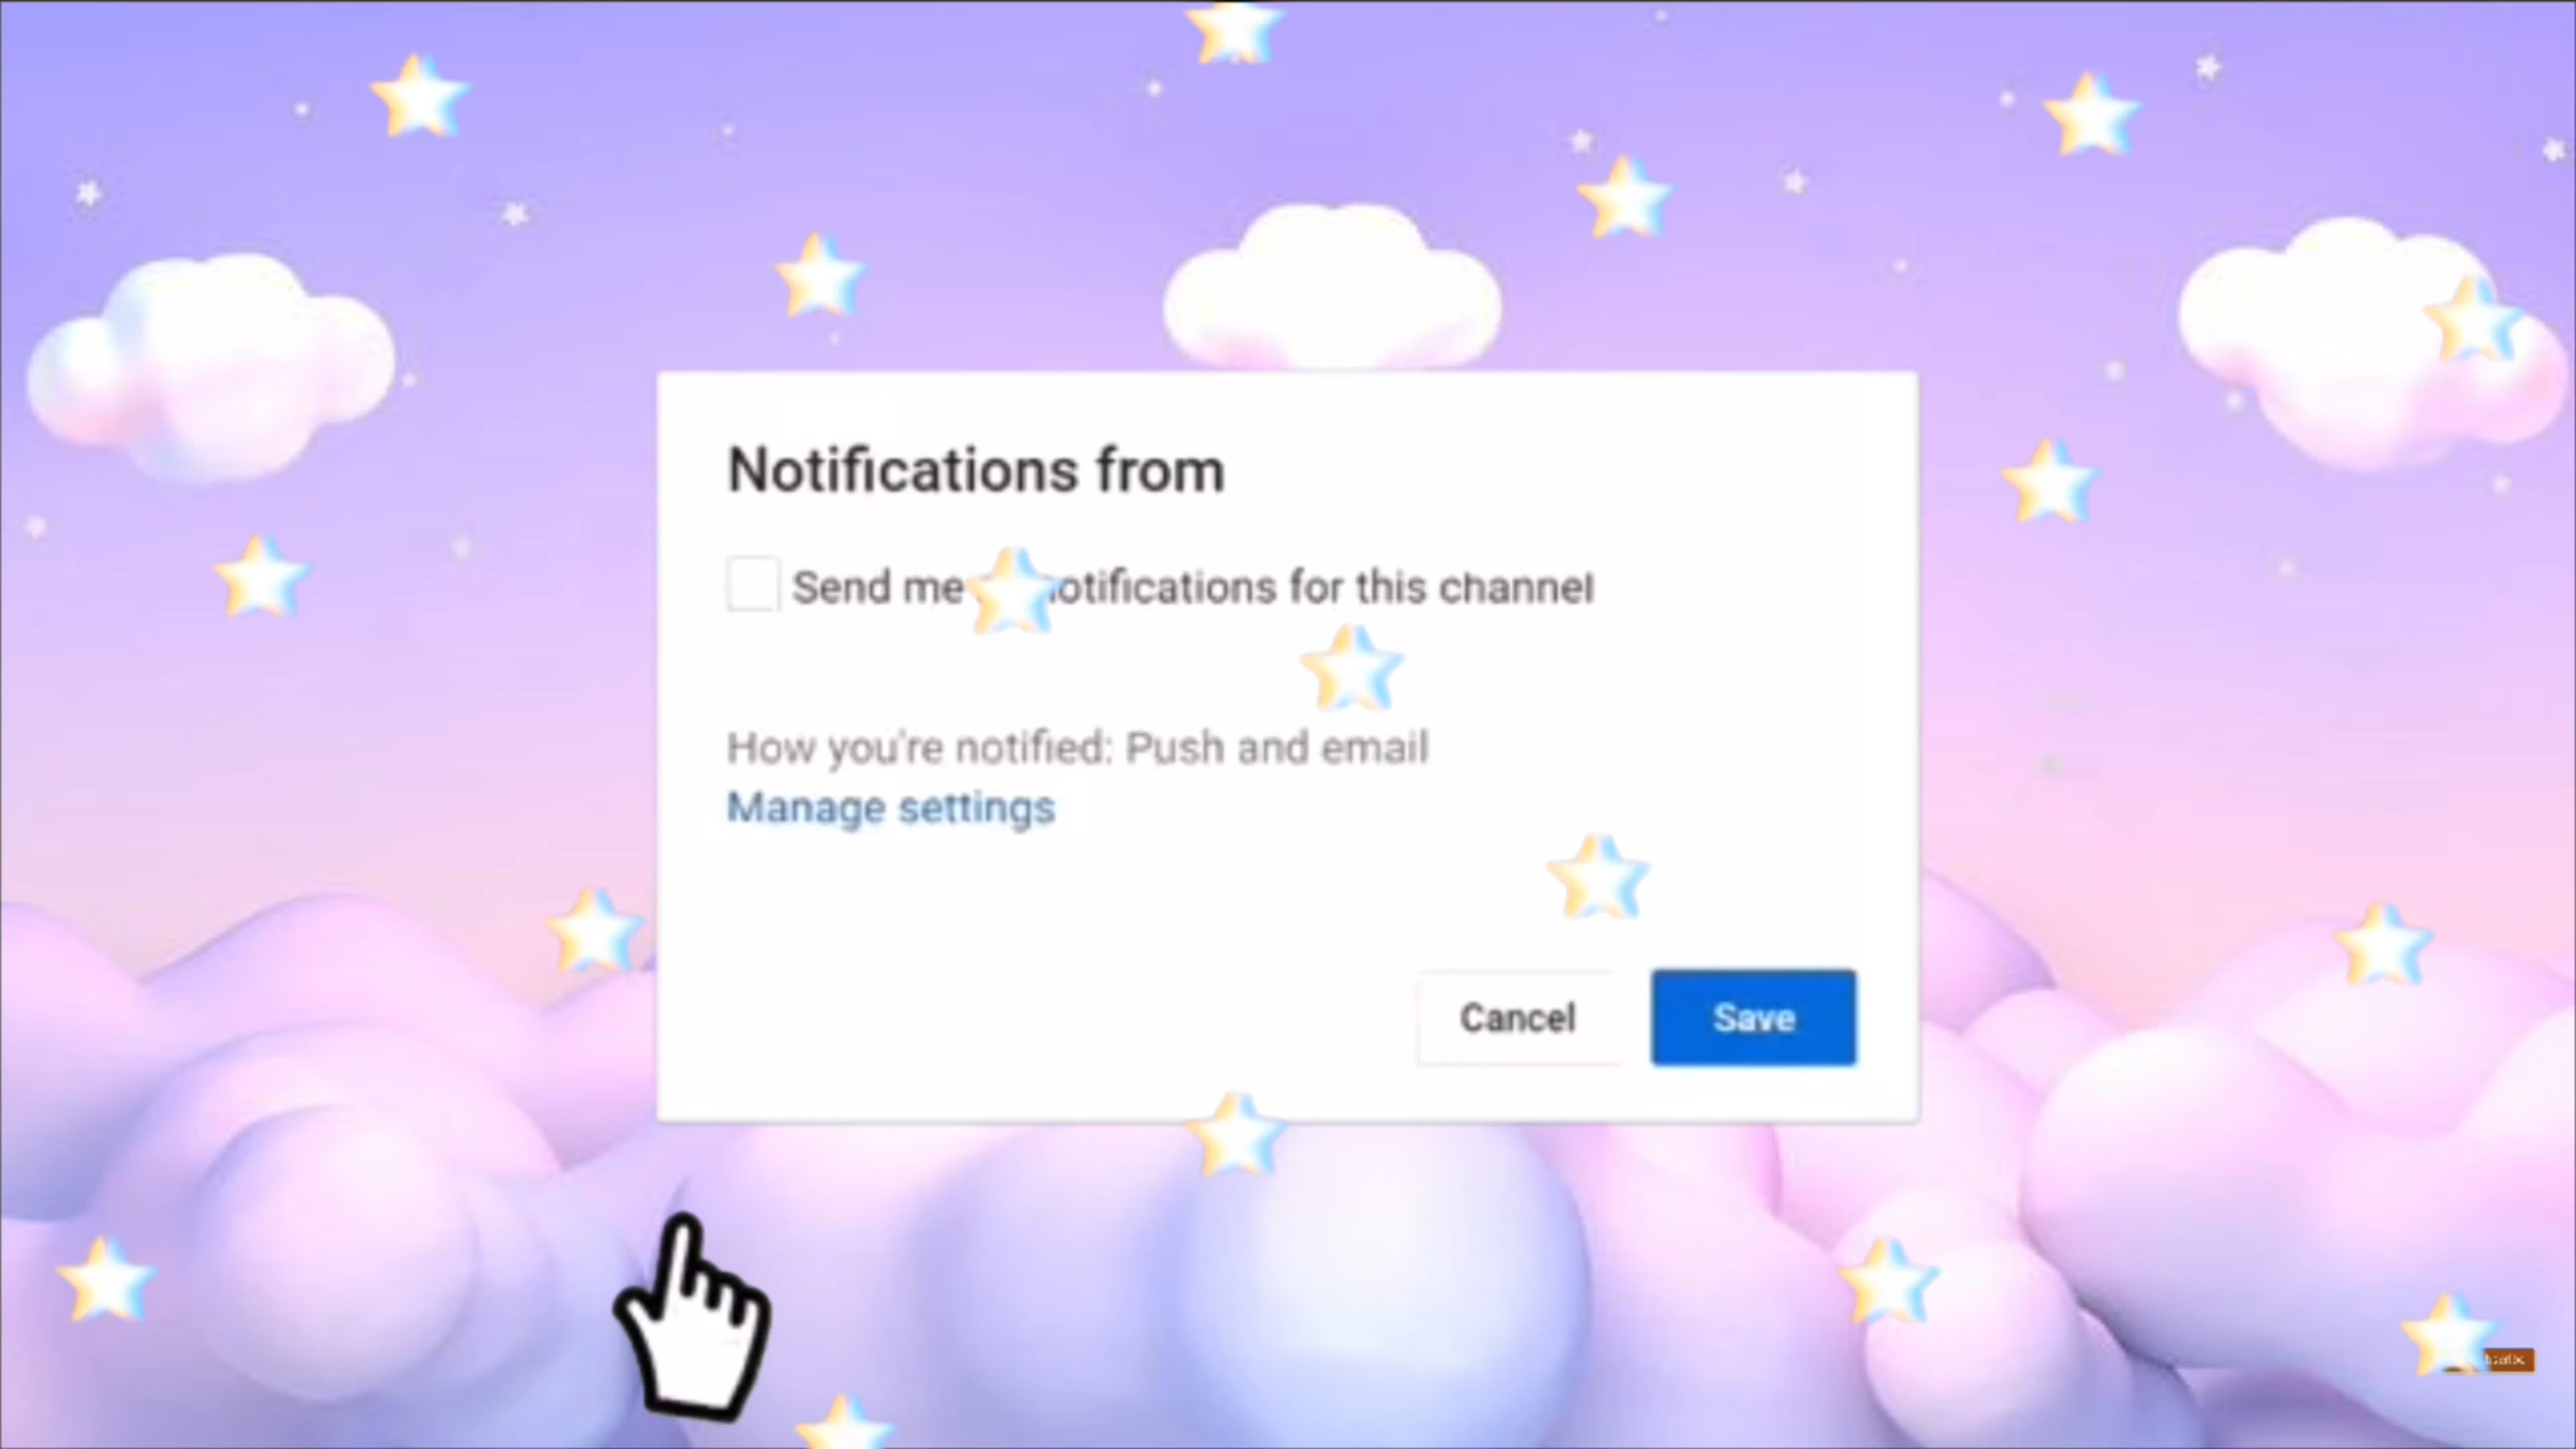 Notifications from
Send me notifications for this channel
How you're notified: Push and email
Manage settings
Cancel
Save